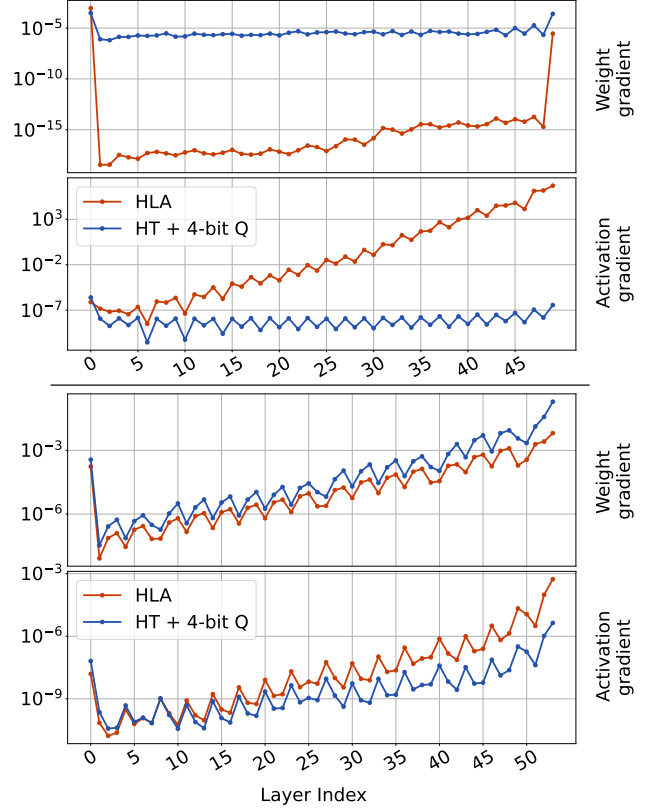 10⁻⁵
10⁻¹⁰
10⁻¹⁵
Weight
gradient
HLA
HT + 4-bit Q
10³
10⁻²
10⁻⁷
Activation
gradient
0 5 10 15 20 25 30 35 40 45
10⁻³
10⁻⁶
Weight
gradient
10⁻³
HLA
HT + 4-bit Q
10⁻⁶
10⁻⁹
Activation
gradient
0 5 10 15 20 25 30 35 40 45 50
Layer Index